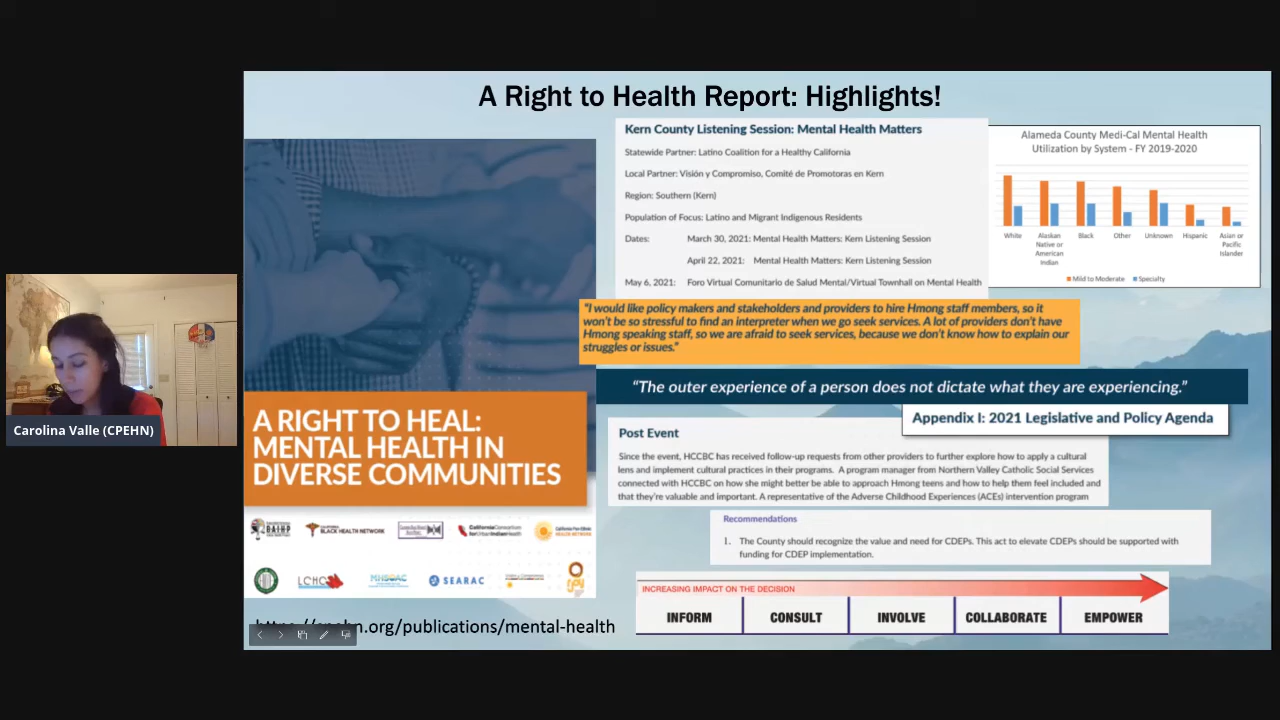 A Right to Health Report: Highlights!
Kern County Listening Session: Mental Health Matters
Statewide Partner: Latino Coalition for a Healthy California
Local Partner: Visión y Compromiso, Comité de Promotoras en Kern
Region: Southern (Kern)
Population of Focus: Latino and Migrant Indigenous Residents
Dates: March 30, 2021: Mental Health Matters: Kern Listening Session
April 22, 2021: Mental Health Matters: Kern Listening Session
May 6, 2021: Foro Virtual Comunitario de Salud Mental/Virtual Townhall on Mental Health
Alameda County Medi-Cal Mental Health
Utilization by System - FY 2019-2020
White
Alaskan
Native or
American
Indian
Black
Other
Unknown
Hispanic
Asian or
Pacific
Islander
Mild to Moderate Specialty
"I would like policy makers and stakeholders and providers to hire Hmong staff members, so it
won't be so stressful to find an interpreter when we go seek services. A lot of providers don't have
Hmong speaking staff, so we are afraid to seek services, because we don't know how to explain our
struggles or issues."
"The outer experience of a person does not dictate what they are experiencing."
Appendix I: 2021 Legislative and Policy Agenda
Post Event
Since the event, HCCBC has received follow-up requests from other providers to further explore how to apply a cultural
lens and implement cultural practices in their programs. A program manager from Northern Valley Catholic Social Services
connected with HCCBC on how she might better be able to approach Hmong teens and how to help them feel included and
that they're valuable and important. A representative of the Adverse Childhood Experiences (ACEs) intervention program
Recommendations
1. The County should recognize the value and need for CDEPs. This act to elevate CDEPs should be supported with
funding for CDEP implementation.
INCREASING IMPACT ON THE DECISION
INFORM
CONSULT
INVOLVE
COLLABORATE
EMPOWER
A RIGHT TO HEAL:
MENTAL HEALTH IN
DIVERSE COMMUNITIES
BLACK HEALTH NETWORK
California Consortium
for Urban Indian Health
California Pan-Ethnic
HEALTH NETWORK
LCHC
MHSOAC
SEARAC
https://cpehn.org/publications/mental-health
Carolina Valle (CPEHN)